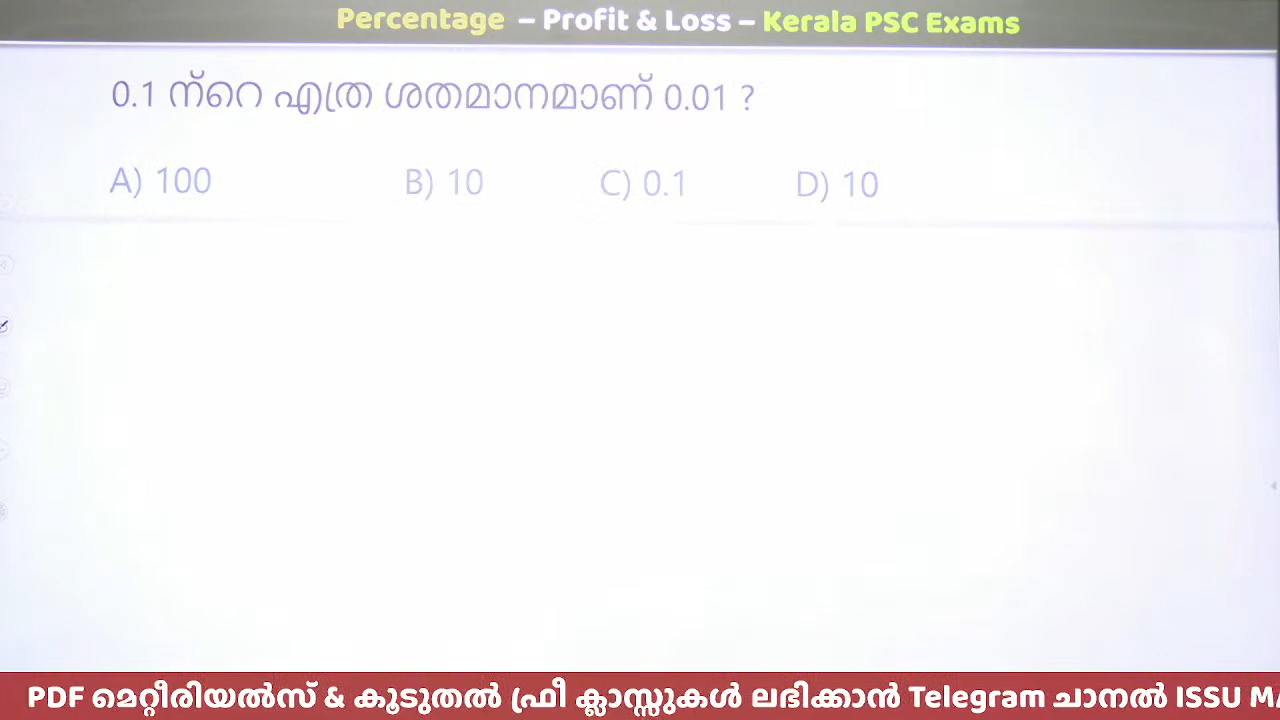 Percentage – Profit & Loss – Kerala PSC Exams
0.1 ന്റെ എത്ര ശതമാനമാണ് 0.01 ?
A) 100 B) 10 C) 0.1 D) 10
PDF മെറ്റീരിയൽസ് & കൂടുതൽ ഫ്രീ ക്ലാസ്സുകൾ ലഭിക്കാൻ Telegram ചാനൽ ISSU M